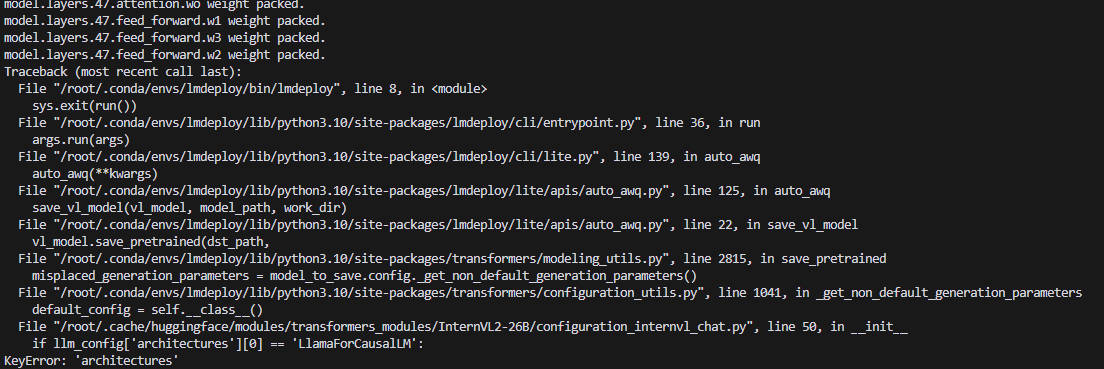 model.layers.47.attention.wo weight packed.
model.layers.47.feed_forward.w1 weight packed.
model.layers.47.feed_forward.w3 weight packed.
model.layers.47.feed_forward.w2 weight packed.
Traceback (most recent call last):
  File "/root/.conda/envs/lmdeploy/bin/lmdeploy", line 8, in <module>
    sys.exit(run())
  File "/root/.conda/envs/lmdeploy/lib/python3.10/site-packages/lmdeploy/cli/entrypoint.py", line 36, in run
    args.run(args)
  File "/root/.conda/envs/lmdeploy/lib/python3.10/site-packages/lmdeploy/cli/lite.py", line 139, in auto_awq
    auto_awq(**kwargs)
  File "/root/.conda/envs/lmdeploy/lib/python3.10/site-packages/lmdeploy/lite/apis/auto_awq.py", line 125, in auto_awq
    save_vl_model(vl_model, model_path, work_dir)
  File "/root/.conda/envs/lmdeploy/lib/python3.10/site-packages/lmdeploy/lite/apis/auto_awq.py", line 22, in save_vl_model
    vl_model.save_pretrained(dst_path,
  File "/root/.conda/envs/lmdeploy/lib/python3.10/site-packages/transformers/modeling_utils.py", line 2815, in save_pretrained
    misplaced_generation_parameters = model_to_save.config._get_non_default_generation_parameters()
  File "/root/.conda/envs/lmdeploy/lib/python3.10/site-packages/transformers/configuration_utils.py", line 1041, in _get_non_default_generation_parameters
    default_config = self.__class__()
  File "/root/.cache/huggingface/modules/transformers_modules/InternVL2-26B/configuration_internvl_chat.py", line 50, in __init__
    if llm_config['architectures'][0] == 'LlamaForCausalLM':
KeyError: 'architectures'